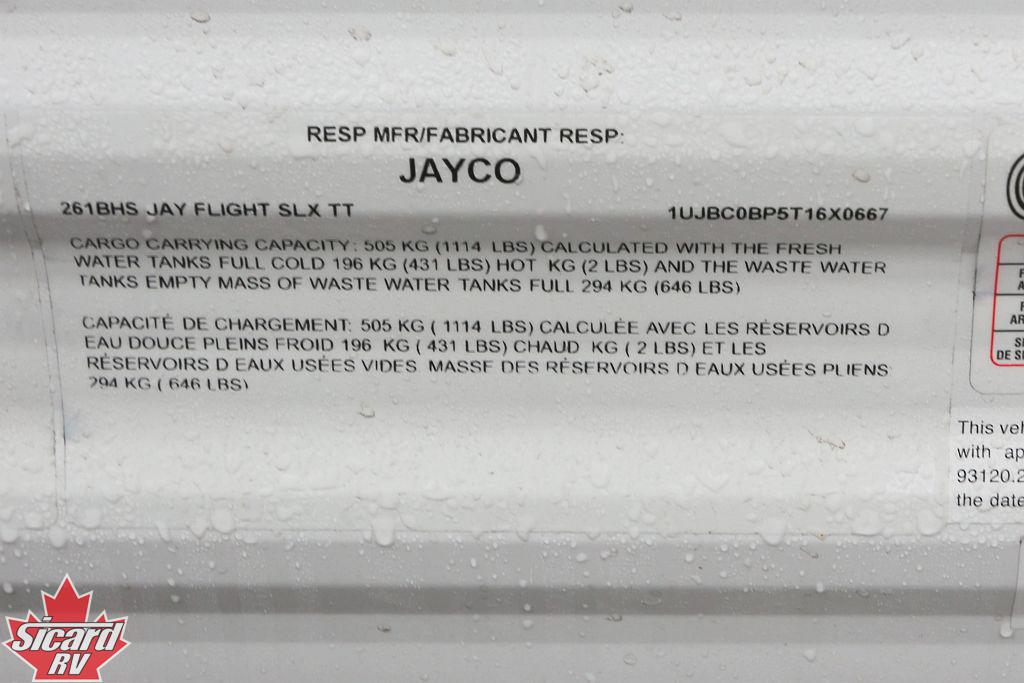 RESP MFR/FABRICANT RESP:
JAYCO
261BHS JAY FLIGHT SLX TT 1UJBC0BP5T16X0667
CARGO CARRYING CAPACITY: 505 KG (1114 LBS) CALCULATED WITH THE FRESH
WATER TANKS FULL COLD 196 KG (431 LBS) HOT KG (2 LBS) AND THE WASTE WATER
TANKS EMPTY MASS OF WASTE WATER TANKS FULL 294 KG (646 LBS)
CAPACITÉ DE CHARGEMENT: 505 KG ( 1114 LBS) CALCULÉE AVEC LES RÉSERVOIRS D
EAU DOUCE PLEINS FROID 196 KG ( 431 LBS) CHAUD KG ( 2 LBS) ET LES
RÉSERVOIRS D EAUX USÉES VIDES MASSE DES RÉSERVOIRS D EAUX USÉES PLIENS
294 KG ( 646 LBS)
F
A
AR
SE
DE SE
This veh
with ap
93120.2
the date
Sicard
RV